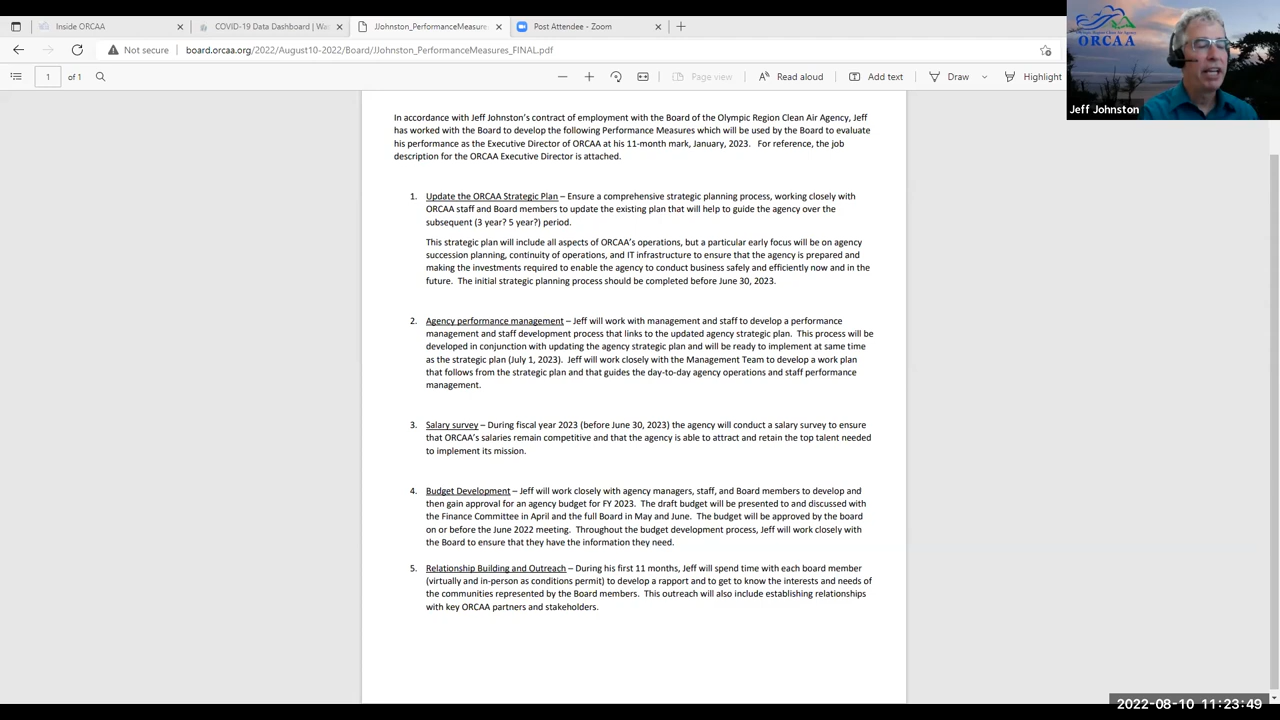 Inside ORCAA
COVID-19 Data Dashboard | Wa
JJohnston_PerformanceMeasure
Post Attendee - Zoom
Not secure
board.orcaa.org/2022/August10-2022/Board/JJohnston_PerformanceMeasures_FINAL.pdf
1 of 1
Page view
Read aloud
Add text
Draw
Highlight
ORCAA
Jeff Johnston
In accordance with Jeff Johnston's contract of employment with the Board of the Olympic Region Clean Air Agency, Jeff
has worked with the Board to develop the following Performance Measures which will be used by the Board to evaluate
his performance as the Executive Director of ORCAA at his 11-month mark, January, 2023. For reference, the job
description for the ORCAA Executive Director is attached.
1. Update the ORCAA Strategic Plan – Ensure a comprehensive strategic planning process, working closely with
ORCAA staff and Board members to update the existing plan that will help to guide the agency over the
subsequent (3 year? 5 year?) period.
This strategic plan will include all aspects of ORCAA's operations, but a particular early focus will be on agency
succession planning, continuity of operations, and IT infrastructure to ensure that the agency is prepared and
making the investments required to enable the agency to conduct business safely and efficiently now and in the
future. The initial strategic planning process should be completed before June 30, 2023.
2. Agency performance management – Jeff will work with management and staff to develop a performance
management and staff development process that links to the updated agency strategic plan. This process will be
developed in conjunction with updating the agency strategic plan and will be ready to implement at same time
as the strategic plan (July 1, 2023). Jeff will work closely with the Management Team to develop a work plan
that follows from the strategic plan and that guides the day-to-day agency operations and staff performance
management.
3. Salary survey – During fiscal year 2023 (before June 30, 2023) the agency will conduct a salary survey to ensure
that ORCAA's salaries remain competitive and that the agency is able to attract and retain the top talent needed
to implement its mission.
4. Budget Development – Jeff will work closely with agency managers, staff, and Board members to develop and
then gain approval for an agency budget for FY 2023. The draft budget will be presented to and discussed with
the Finance Committee in April and the full Board in May and June. The budget will be approved by the board
on or before the June 2022 meeting. Throughout the budget development process, Jeff will work closely with
the Board to ensure that they have the information they need.
5. Relationship Building and Outreach – During his first 11 months, Jeff will spend time with each board member
(virtually and in-person as conditions permit) to develop a rapport and to get to know the interests and needs of
the communities represented by the Board members. This outreach will also include establishing relationships
with key ORCAA partners and stakeholders.
2022-08-10 11:23:49